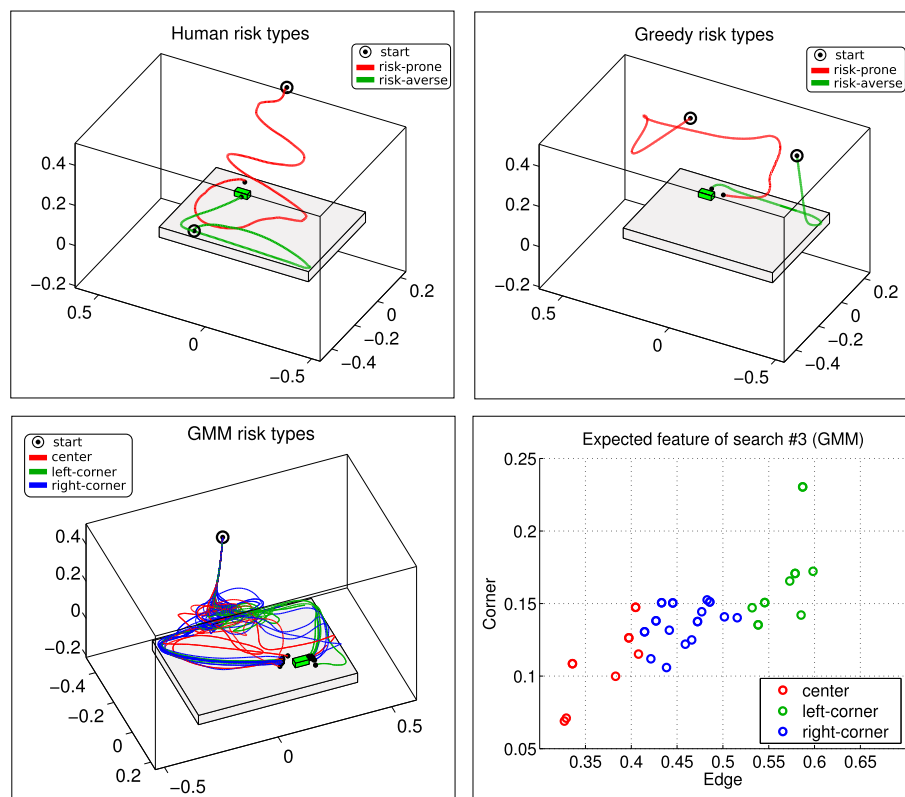 Human risk types
start
risk-prone
risk-averse
0.4
0.2
0
−0.2
0.5
0
−0.5
0.2
0
−0.2
−0.4
Greedy risk types
start
risk-prone
risk-averse
0.4
0.2
0
−0.2
0.5
0
−0.5
0.2
0
−0.2
−0.4
GMM risk types
start
center
left-corner
right-corner
0.4
0.2
0
−0.2
−0.4
−0.2
0
0.2
−0.5
0
0.5
Expected feature of search #3 (GMM)
0.25
0.2
0.15
0.1
0.05
Corner
center
left-corner
right-corner
0.35 0.4 0.45 0.5 0.55 0.6 0.65
Edge